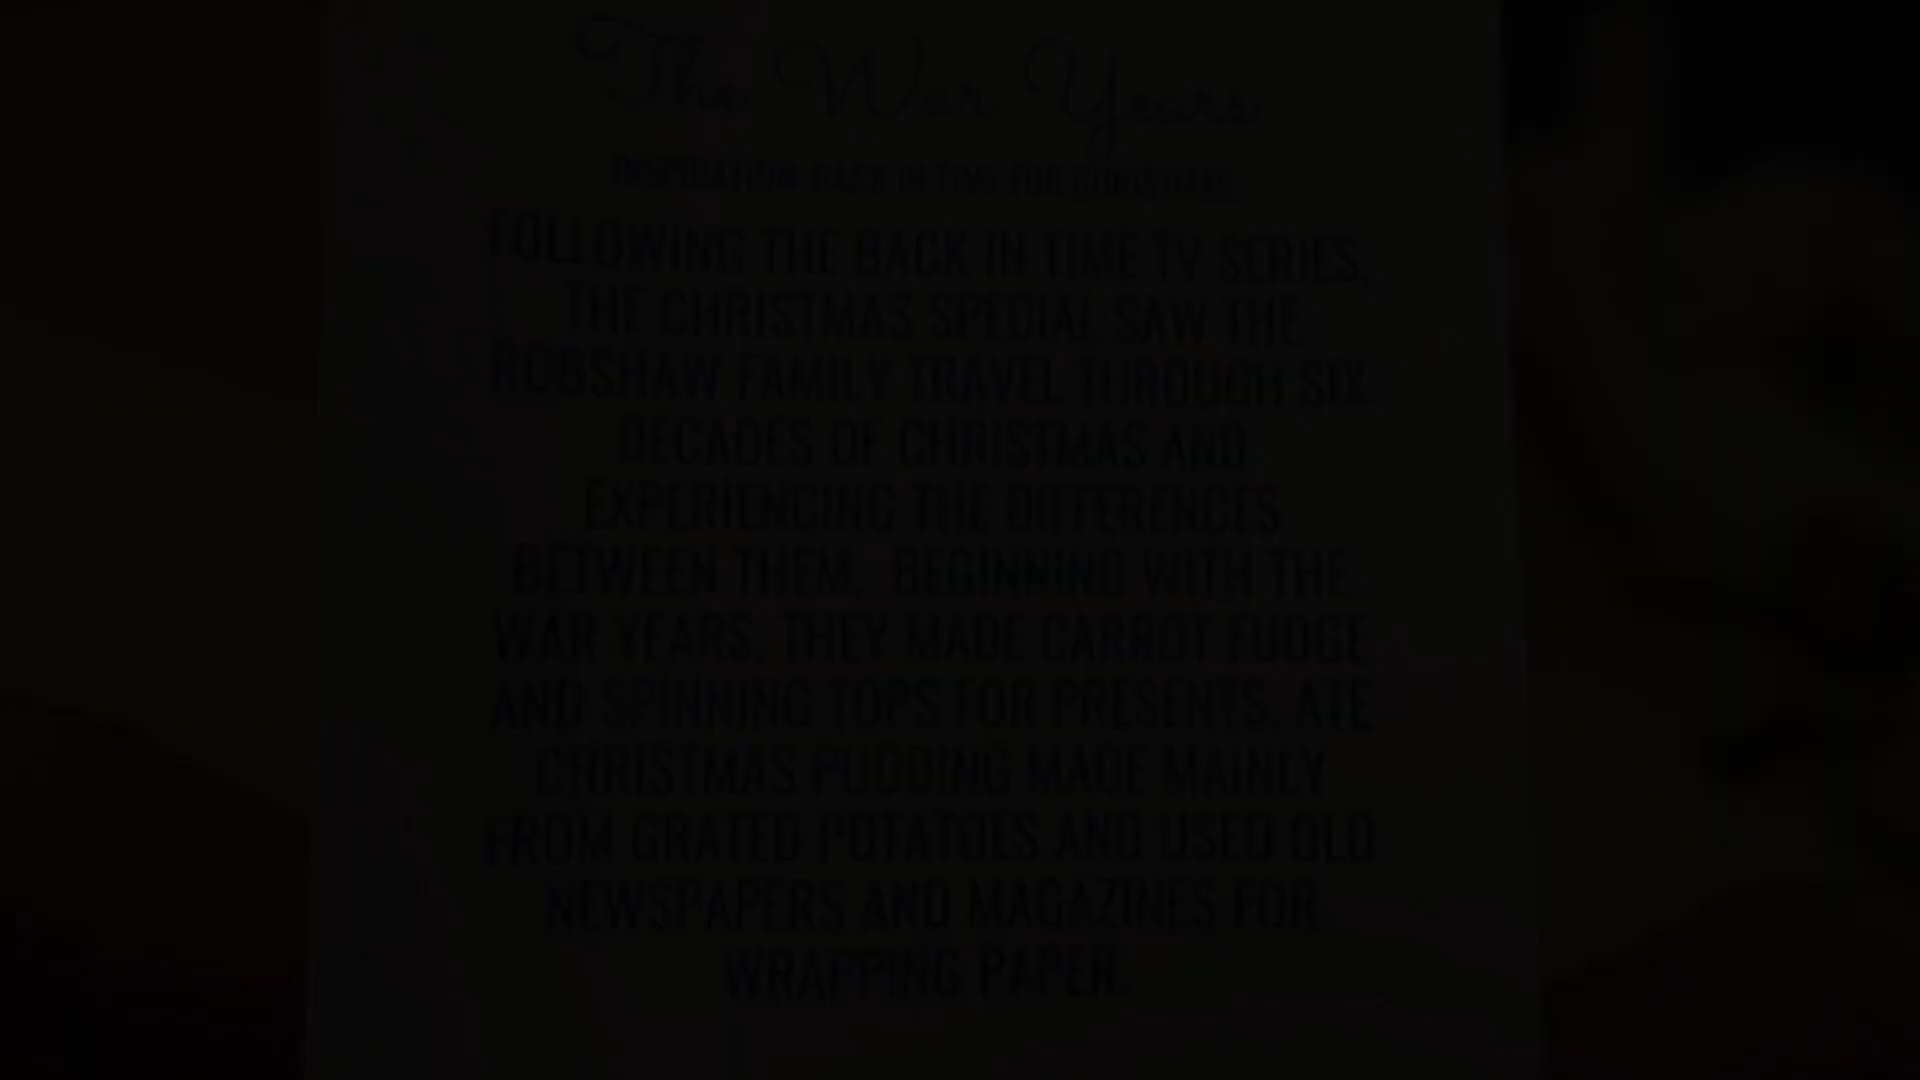 The War Years
INSPIRATION: BACK IN TIME FOR CHRISTMAS
FOLLOWING THE BACK IN TIME TV SERIES,
THE CHRISTMAS SPECIAL SAW THE
ROBSHAW FAMILY TRAVEL THROUGH SIX
DECADES OF CHRISTMAS AND
EXPERIENCING THE DIFFERENCES
BETWEEN THEM. BEGINNING WITH THE
WAR YEARS, THEY MADE CARROT FUDGE
AND SPINNING TOPS FOR PRESENTS, ATE
CHRISTMAS PUDDING MADE MAINLY
FROM GRATED POTATOES AND USED OLD
NEWSPAPERS AND MAGAZINES FOR
WRAPPING PAPER.